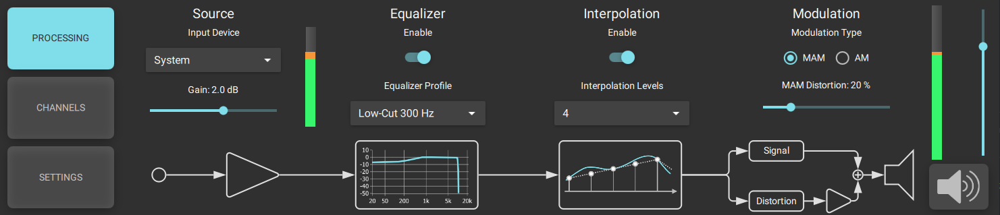 PROCESSING
CHANNELS
SETTINGS
Source
Input Device
System
Gain: 2.0 dB
Equalizer
Enable
Equalizer Profile
Low-Cut 300 Hz
10
0
-10
-20
-30
-40
-50
20 50 200 1k 5k 20k
Interpolation
Enable
Interpolation Levels
4
Modulation
Modulation Type
MAM AM
MAM Distortion: 20 %
Signal
Distortion